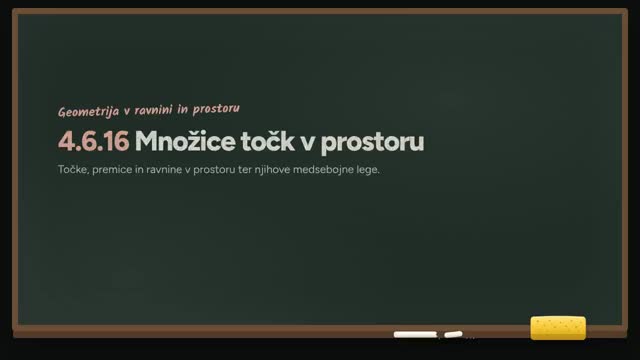 Geometrija v ravnini in prostoru
4.6.16 Množice točk v prostoru
Točke, premice in ravnine v prostoru ter njihove medsebojne lege.